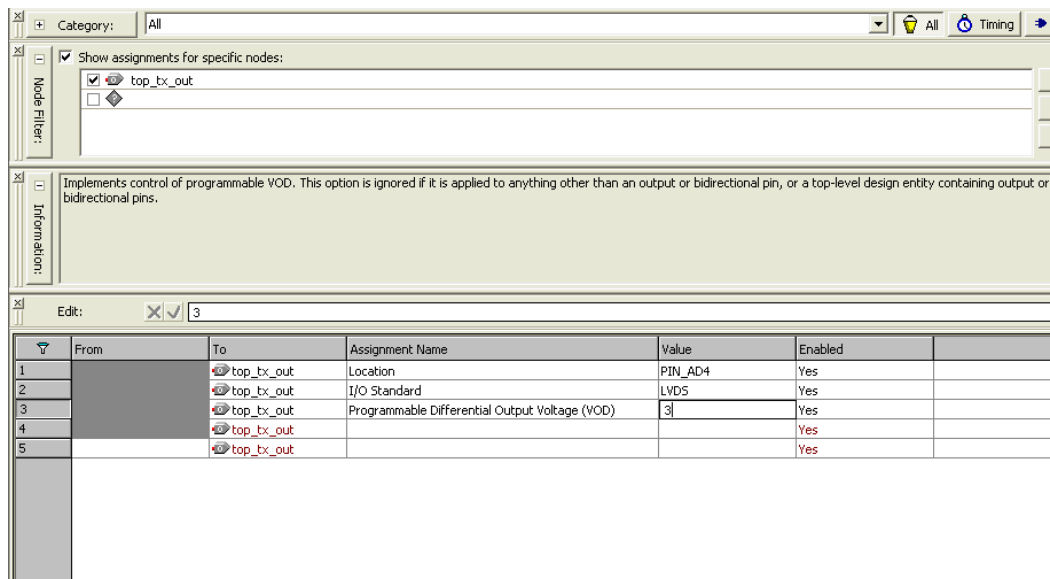 Category: All All Timing
Show assignments for specific nodes:
Node Filter:
top_tx_out
Information:
Implements control of programmable VOD. This option is ignored if it is applied to anything other than an output or bidirectional pin, or a top-level design entity containing output or
bidirectional pins.
Edit: 3
From To Assignment Name Value Enabled
1 top_tx_out Location PIN_AD4 Yes
2 top_tx_out I/O Standard LVDS Yes
3 top_tx_out Programmable Differential Output Voltage (VOD) 3 Yes
4 top_tx_out Yes
5 top_tx_out Yes